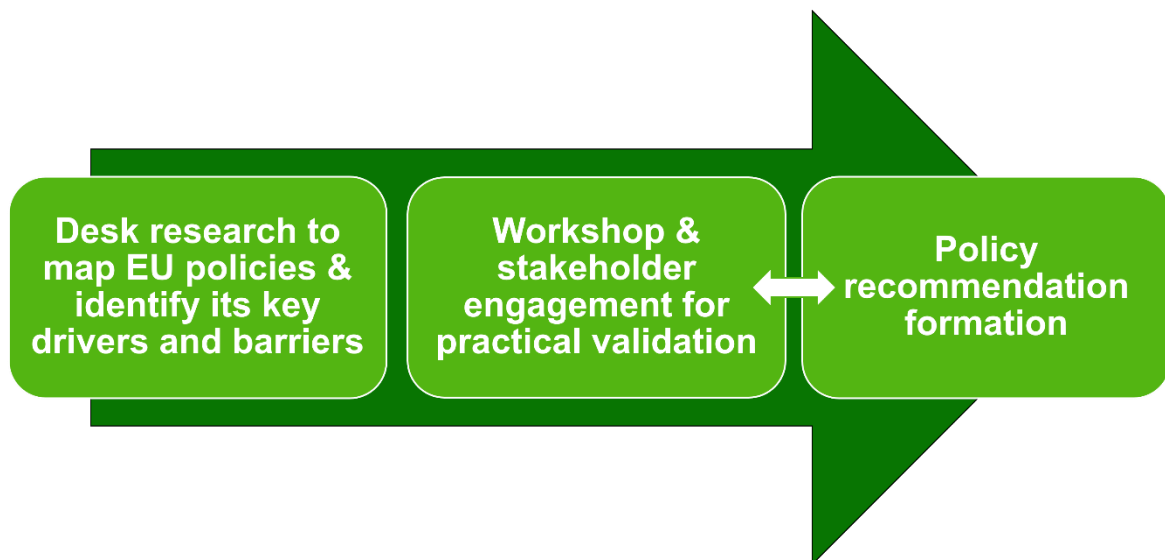 Desk research to
map EU policies &
identify its key
drivers and barriers
Workshop &
stakeholder
engagement for
practical validation
Policy
recommendation
formation